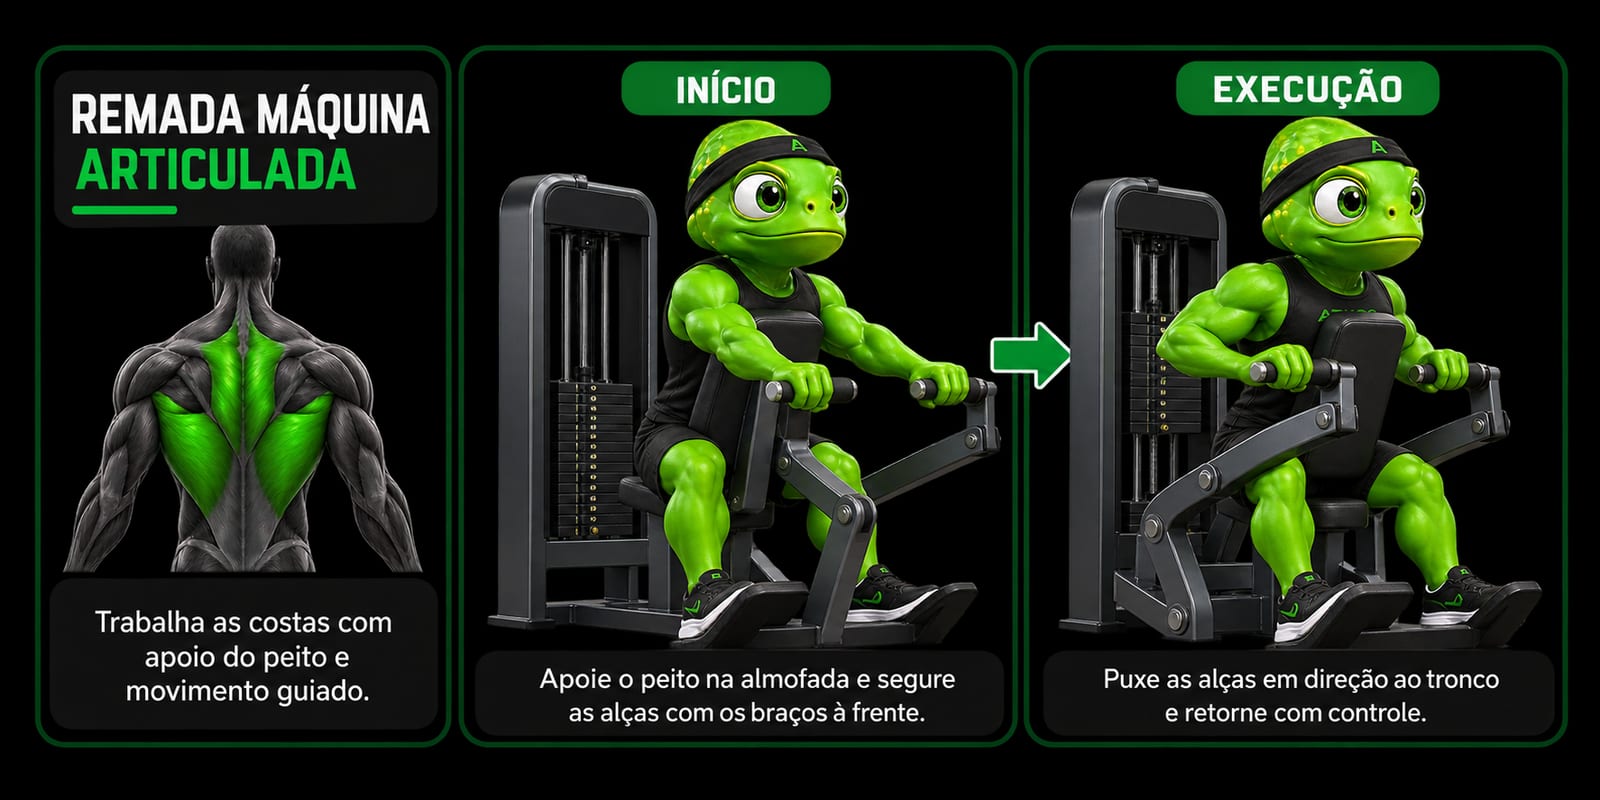 REMADA MÁQUINA
ARTICULADA
Trabalha as costas com
apoio do peito e
movimento guiado.
INÍCIO
A
Apoie o peito na almofada e segure
as alças com os braços à frente.
EXECUÇÃO
A
Puxe as alças em direção ao tronco
e retorne com controle.